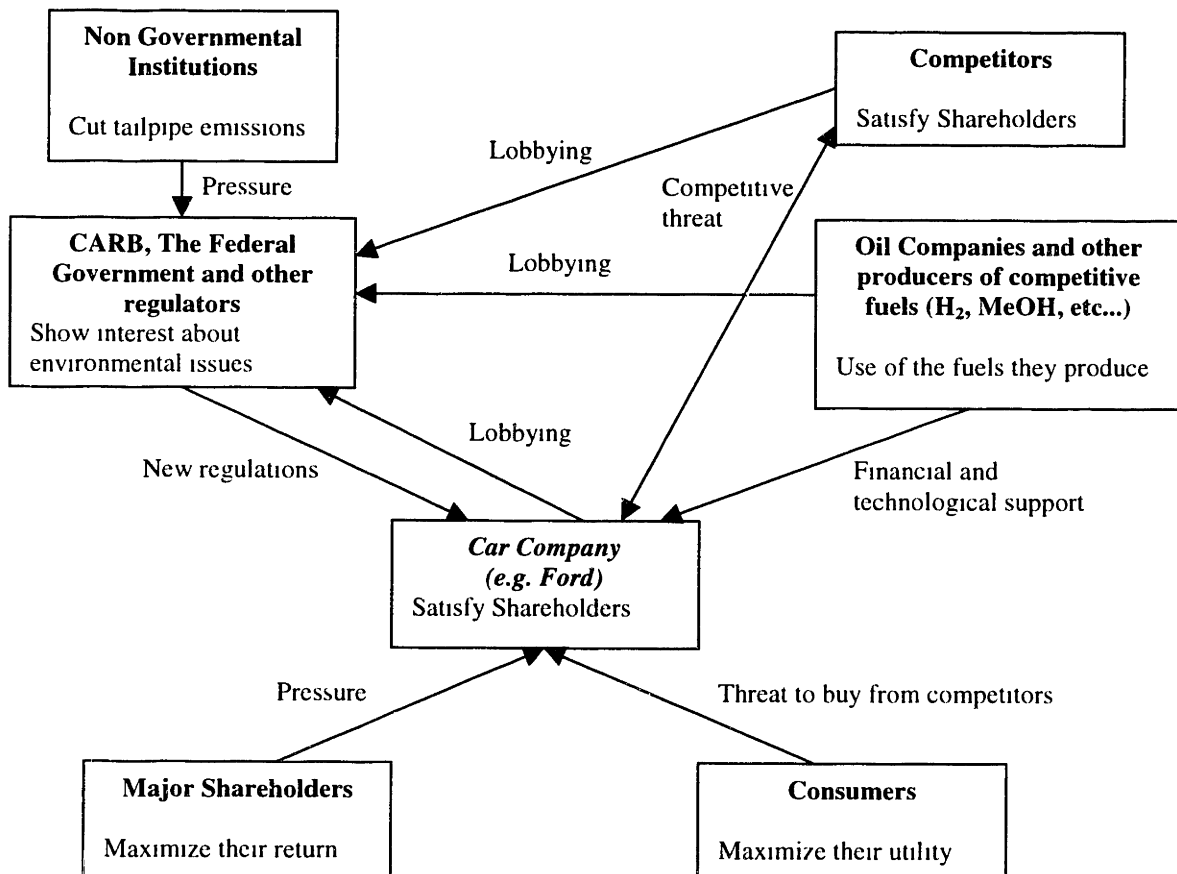 Non Governmental
Institutions
Cut tailpipe emissions
Competitors
Satisfy Shareholders
Lobbying
Competitive
threat
Pressure
CARB, The Federal
Government and other
regulators
Show interest about
environmental issues
Lobbying
Oil Companies and other
producers of competitive
fuels (H₂, MeOH, etc...)
Use of the fuels they produce
Lobbying
New regulations
Financial and
technological support
Car Company
(e.g. Ford)
Satisfy Shareholders
Pressure
Threat to buy from competitors
Major Shareholders
Maximize their return
Consumers
Maximize their utility